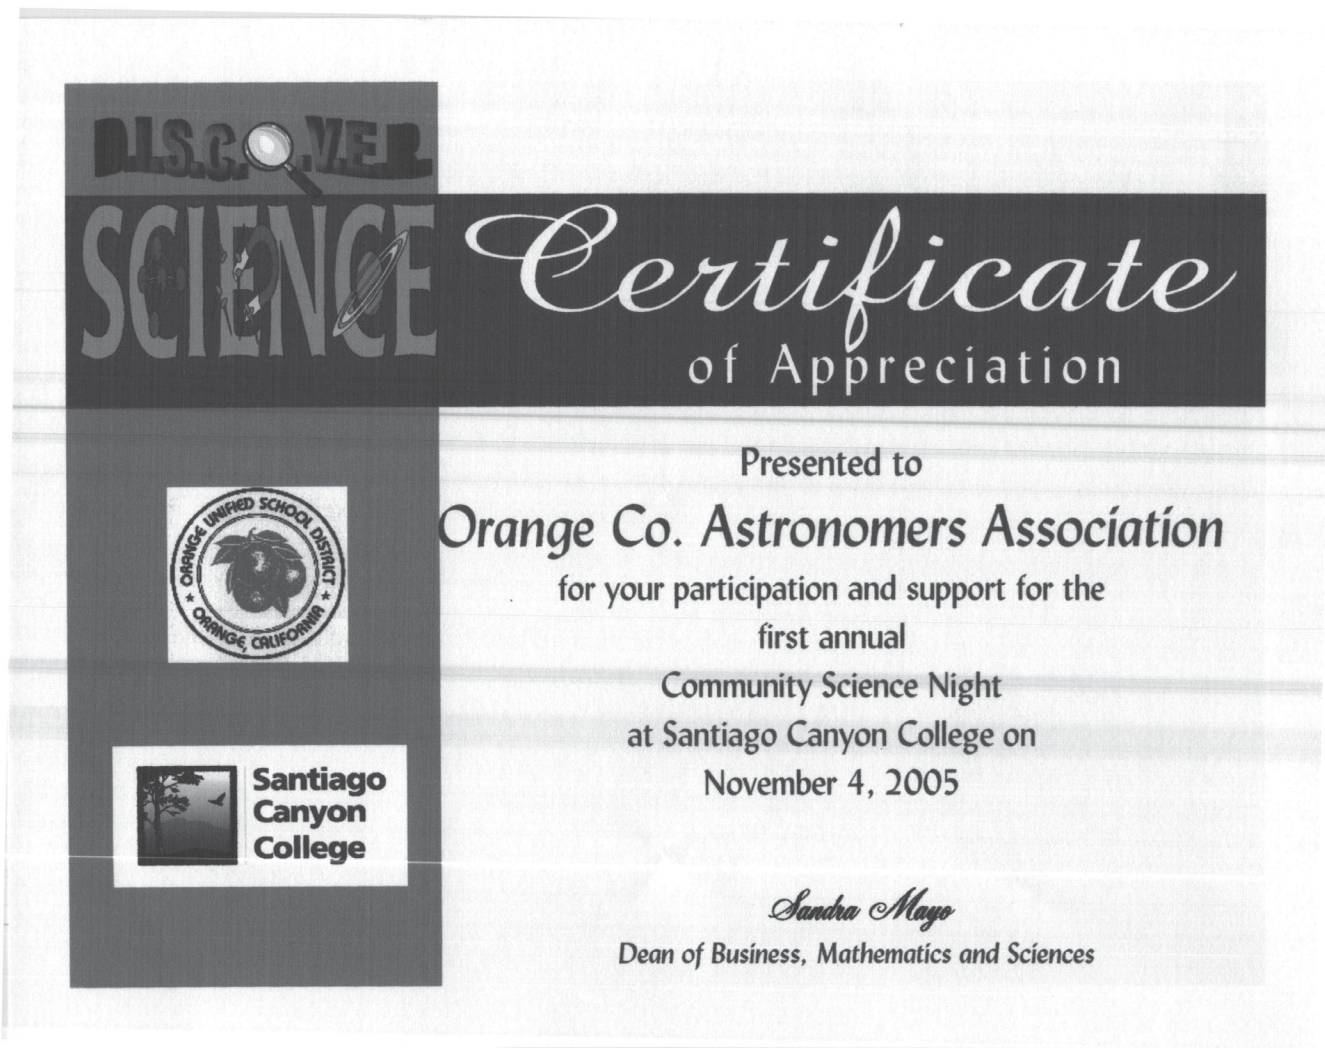 D.I.S.C.O.V.E.R.
SCIENCE
Certificate
of Appreciation
Presented to
Orange Co. Astronomers Association
for your participation and support for the
first annual
Community Science Night
at Santiago Canyon College on
November 4, 2005
Sandra Mayo
Dean of Business, Mathematics and Sciences
ORANGE UNIFIED SCHOOL DISTRICT
ORANGE, CALIFORNIA
Santiago
Canyon
College